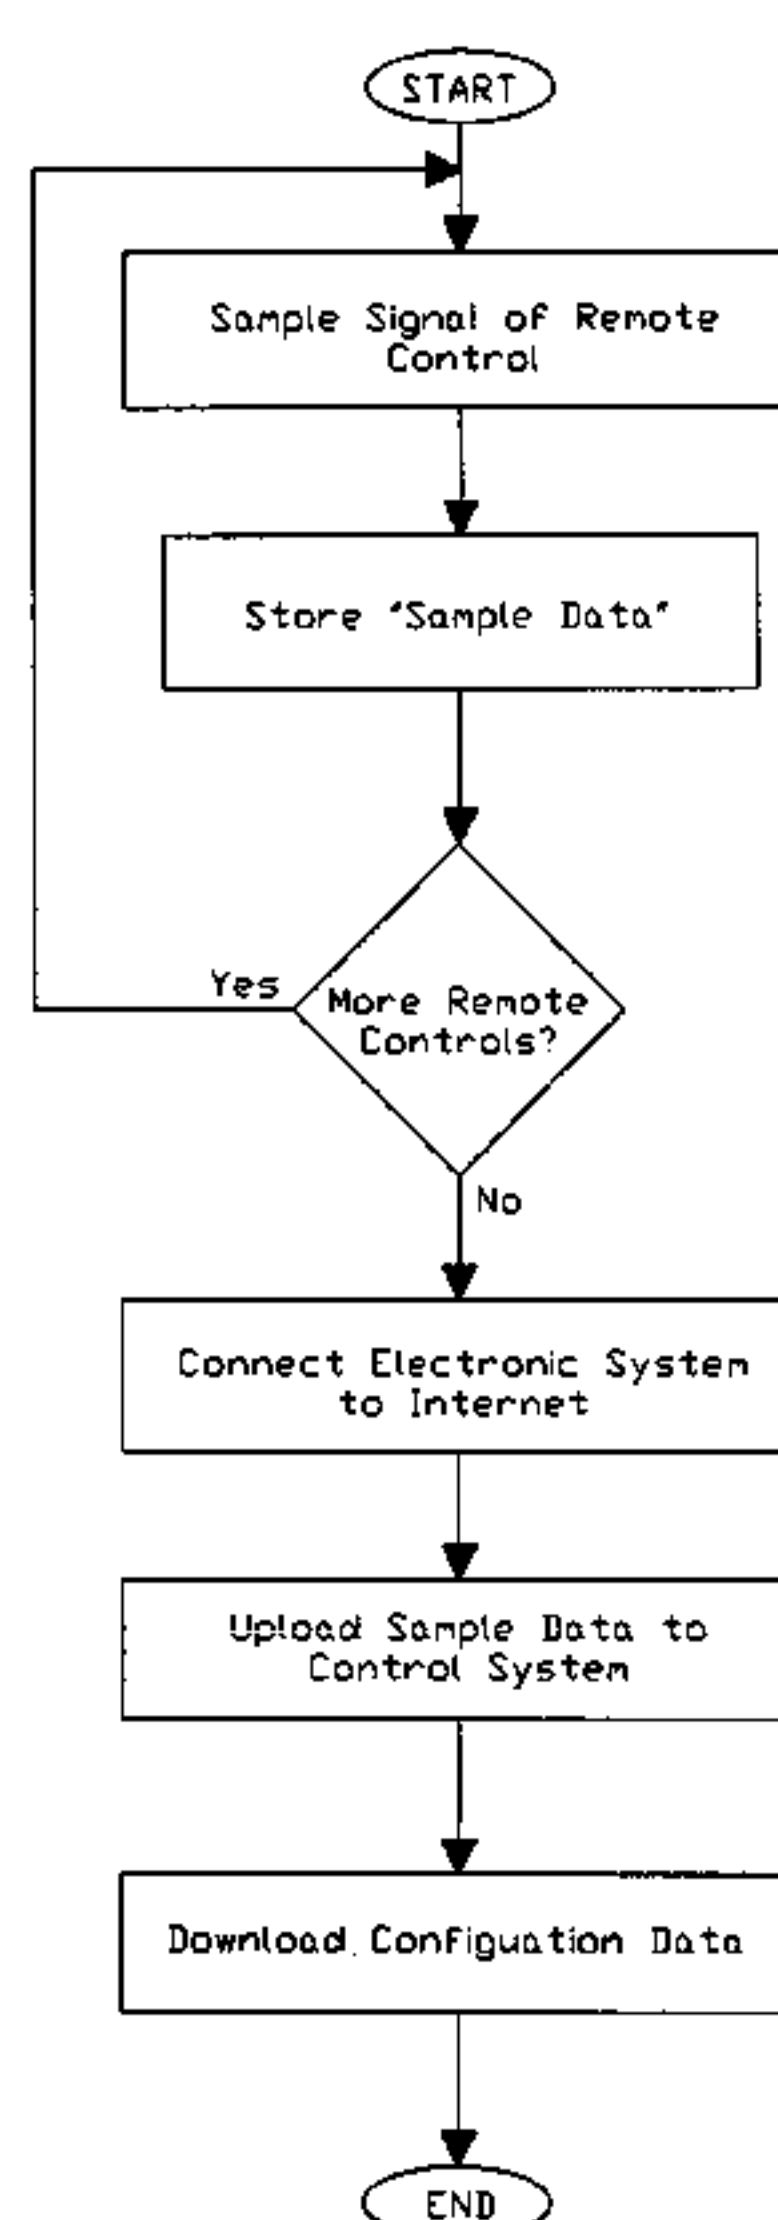 START
Sample Signal of Remote
Control
Store "Sample Data"
Yes
More Remote
Controls?
No
Connect Electronic System
to Internet
Upload Sample Data to
Control System
Download Configuation Data
END